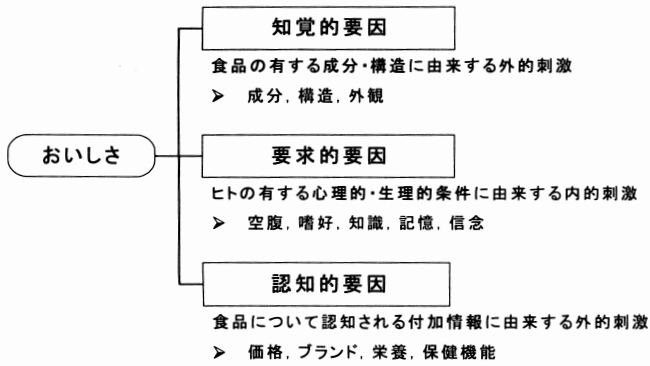 知覚的要因
食品の有する成分・構造に由来する外的刺激
➢ 成分, 構造, 外観
おいしさ
要求的要因
ヒトの有する心理的・生理的条件に由来する内的刺激
➢ 空腹, 嗜好, 知識, 記憶, 信念
認知的要因
食品について認知される付加情報に由来する外的刺激
➢ 価格, ブランド, 栄養, 保健機能